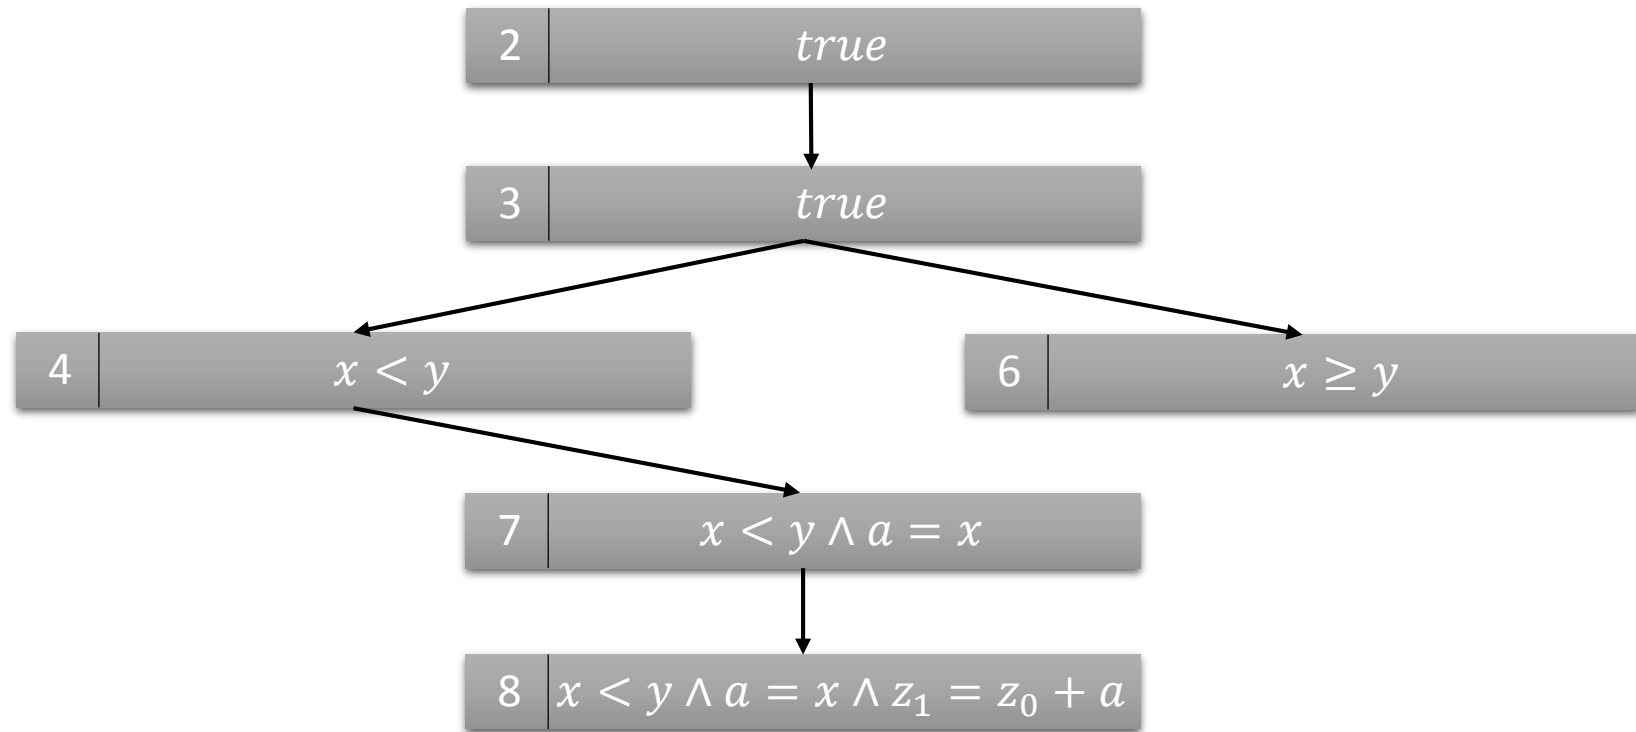 2 true
3 true
4 x < y
6 x ≥ y
7 x < y ∧ a = x
8 x < y ∧ a = x ∧ z₁ = z₀ + a